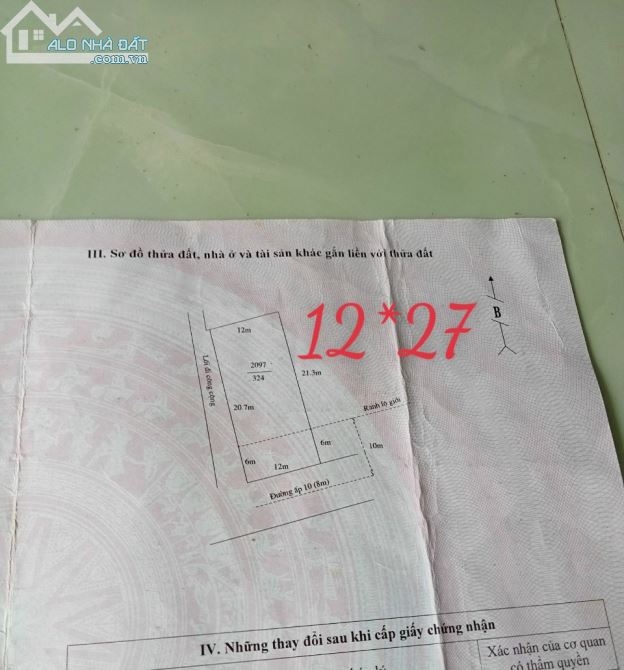 ALO NHÀ ĐẤT
.com.vn
III. Sơ đồ thửa đất, nhà ở và tài sản khác gắn liền với thửa đất
12*27
B
12m
Lối đi công cộng
2097
324
21.3m
20.7m
Ranh lộ giới
6m
10m
6m
12m
Đường ấp 10 (8m)
IV. Những thay đổi sau khi cấp giấy chứng nhận
Xác nhận của cơ quan
có thẩm quyền